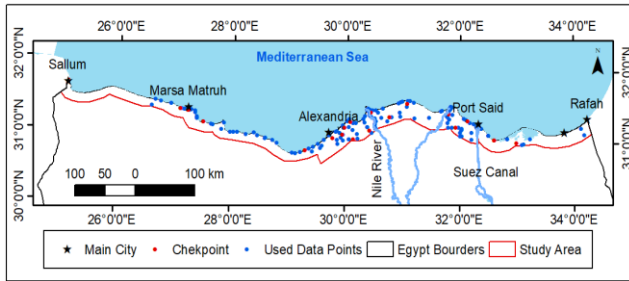 26°0'0"E 28°0'0"E 30°0'0"E 32°0'0"E 34°0'0"E
32°0'0"N
31°0'0"N
30°0'0"N
Mediterranean Sea
N
Sallum
Marsa Matruh
Alexandria
Port Said
Rafah
32°0'0"N
31°0'0"N
Nile River
Suez Canal
100 50 0 100 km
26°0'0"E 28°0'0"E 30°0'0"E 32°0'0"E 34°0'0"E
Main City Chekpoint Used Data Points Egypt Bourders Study Area